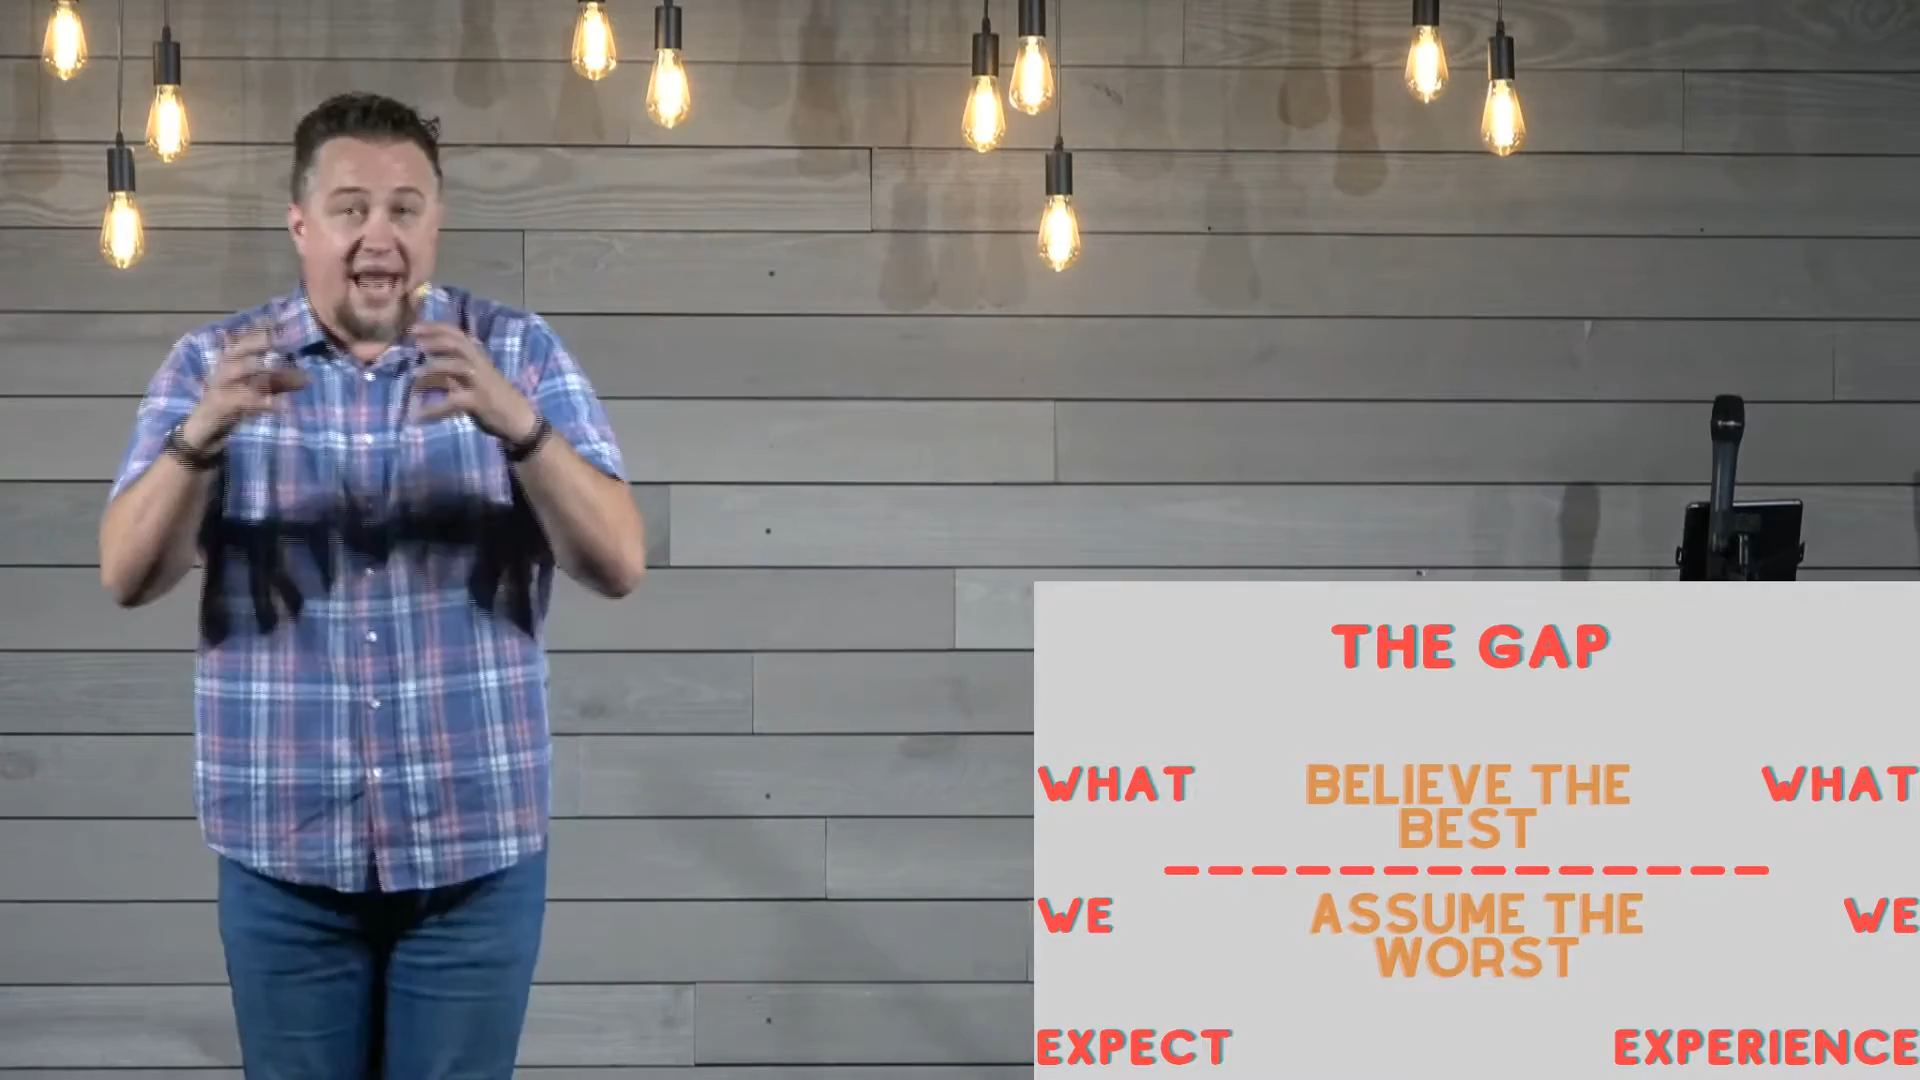 THE GAP
WHAT BELIEVE THE WHAT
BEST
WE ASSUME THE WE
WORST
EXPECT EXPERIENCE